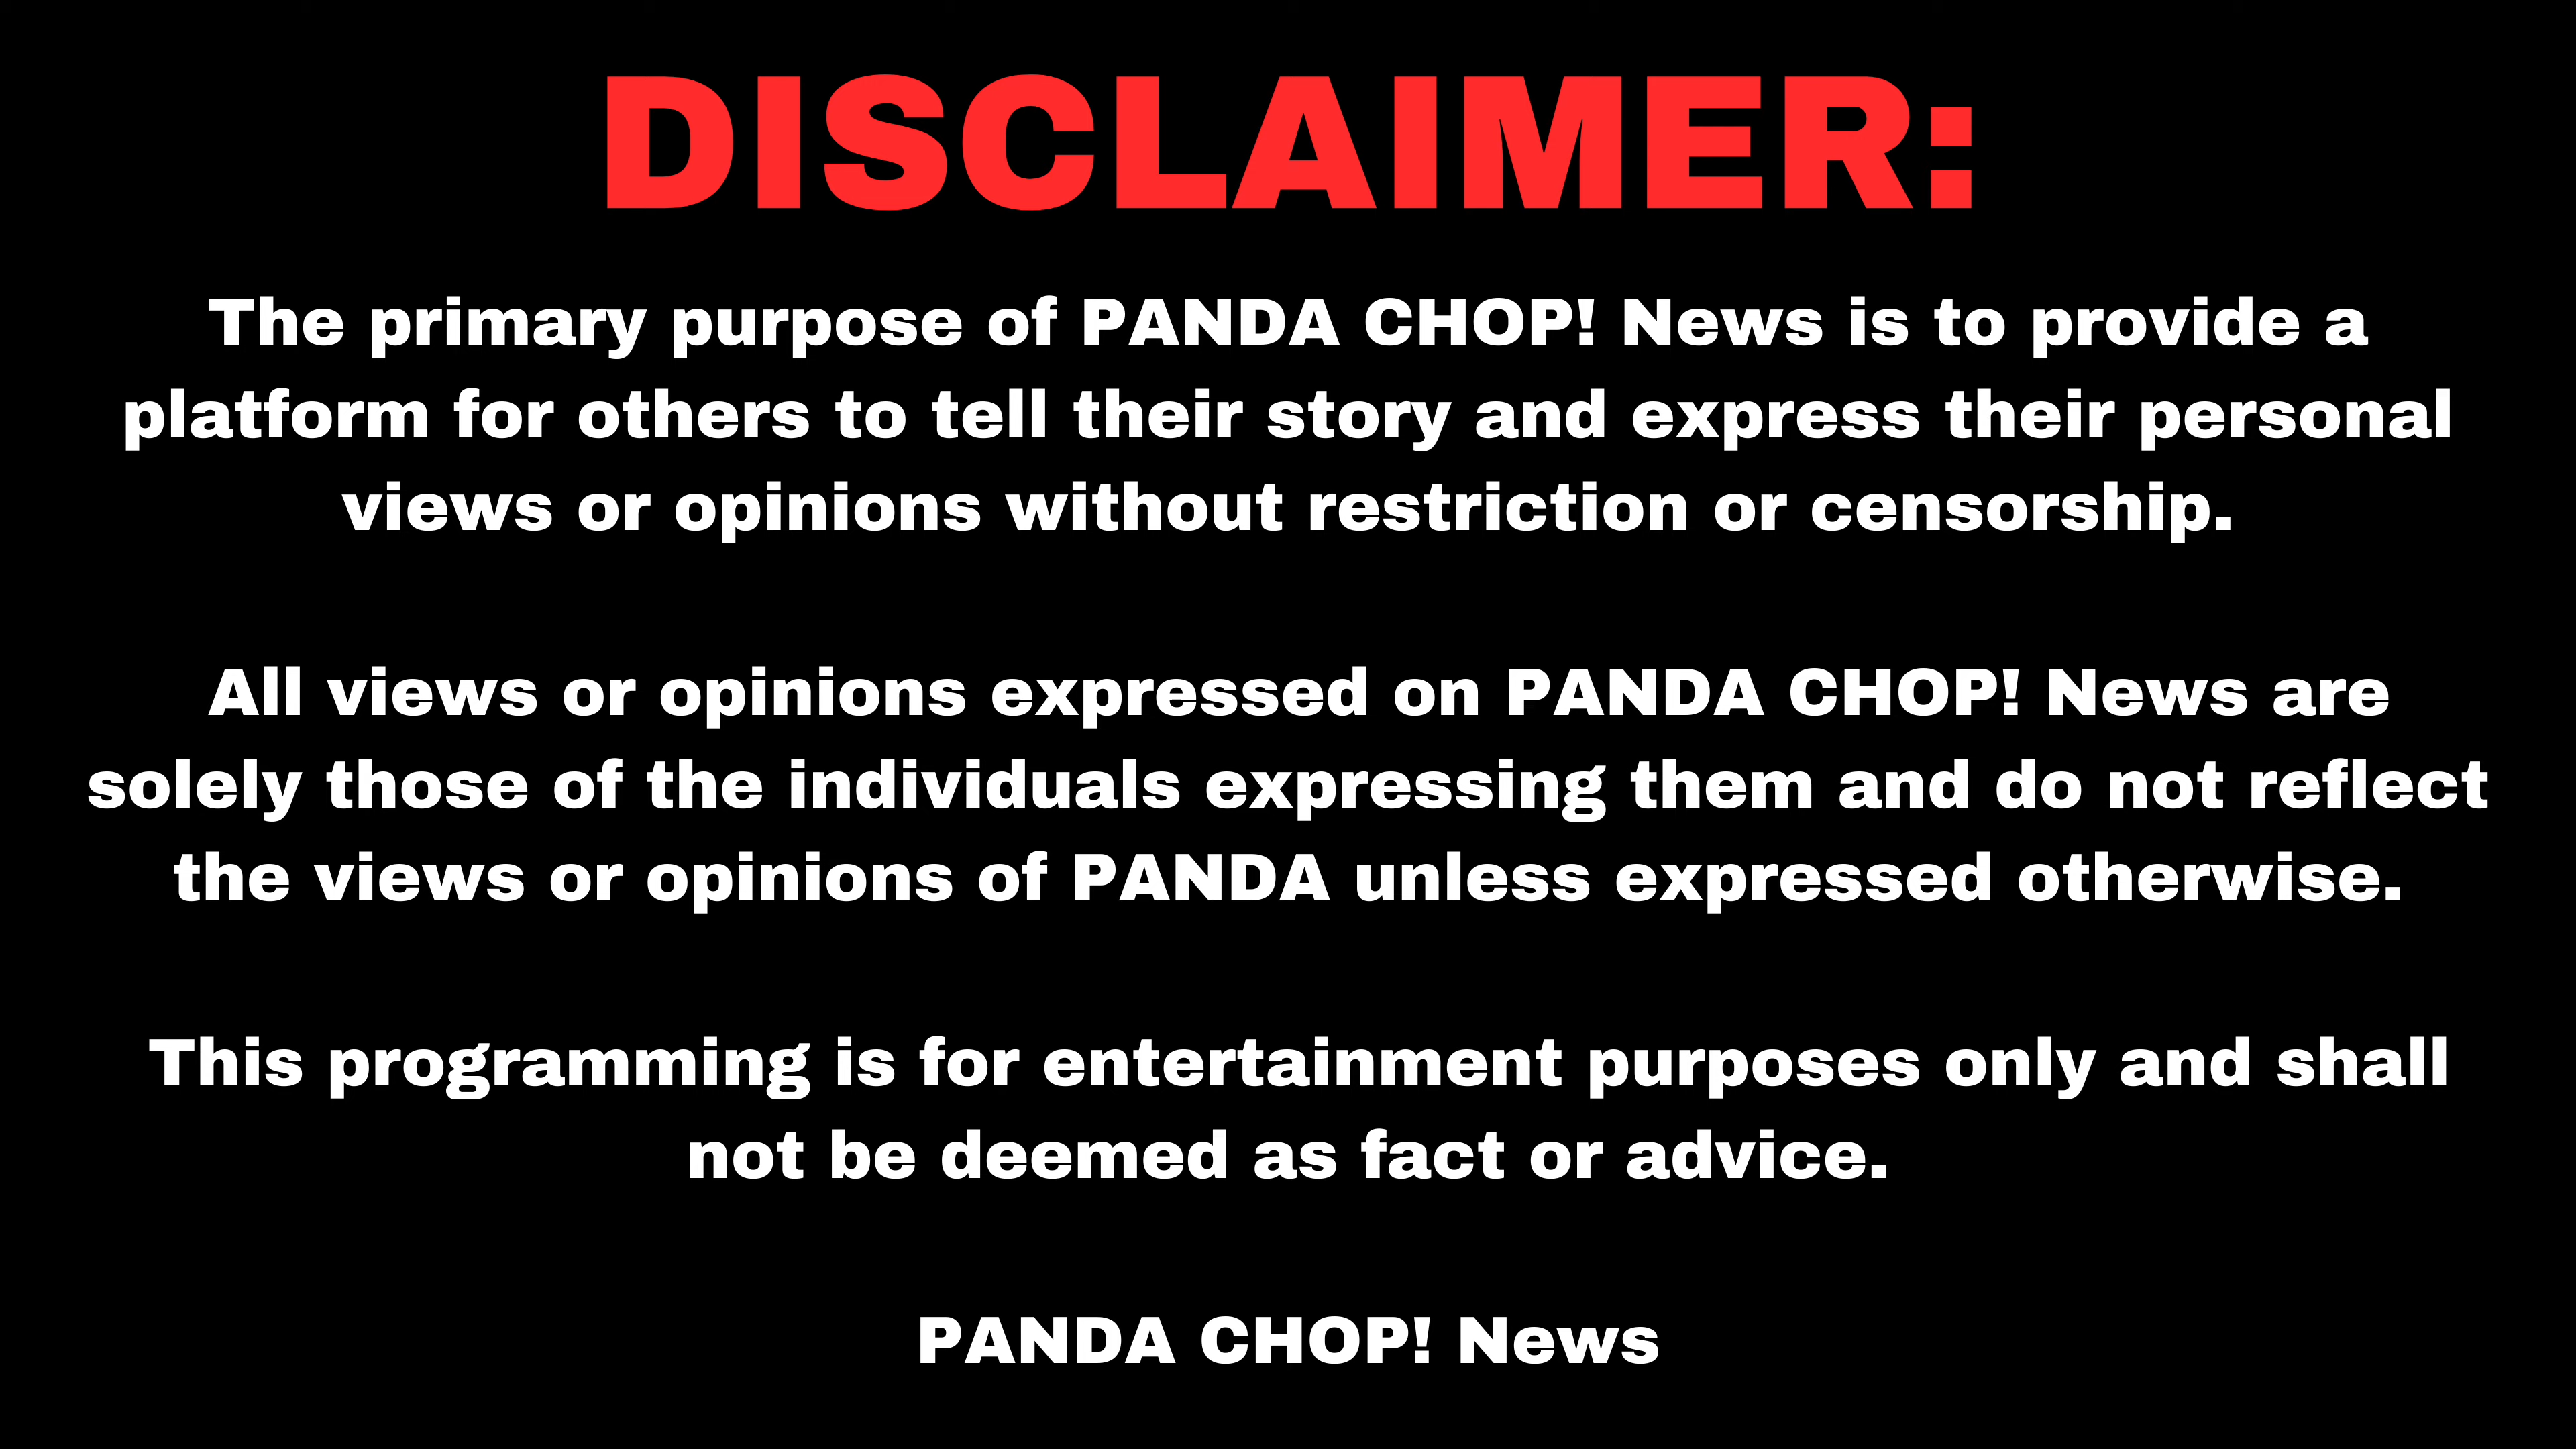 DISCLAIMER:
The primary purpose of PANDA CHOP! News is to provide a
platform for others to tell their story and express their personal
views or opinions without restriction or censorship.
All views or opinions expressed on PANDA CHOP! News are
solely those of the individuals expressing them and do not reflect
the views or opinions of PANDA unless expressed otherwise.
This programming is for entertainment purposes only and shall
not be deemed as fact or advice.
PANDA CHOP! News